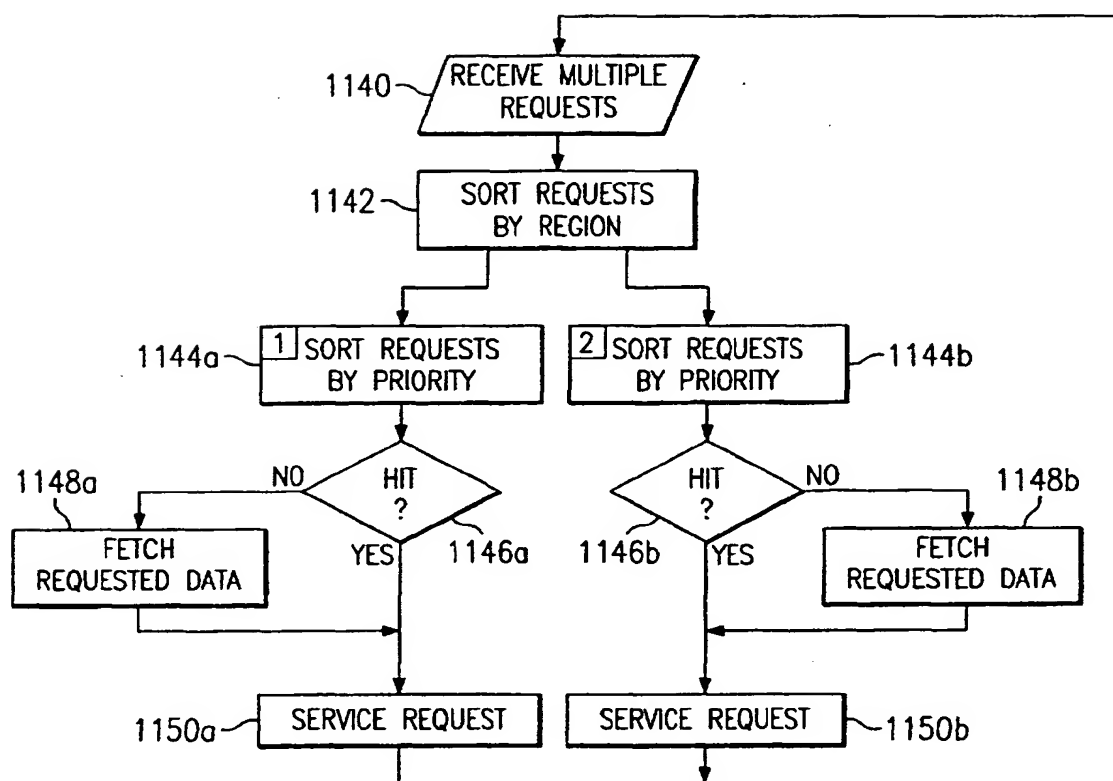 1140
RECEIVE MULTIPLE
REQUESTS
1142
SORT REQUESTS
BY REGION
1144a
1
SORT REQUESTS
BY PRIORITY
2
SORT REQUESTS
BY PRIORITY
1144b
1148a
NO
HIT
?
YES
1146a
HIT
?
NO
YES
1146b
1148b
FETCH
REQUESTED DATA
FETCH
REQUESTED DATA
1150a
SERVICE REQUEST
SERVICE REQUEST
1150b